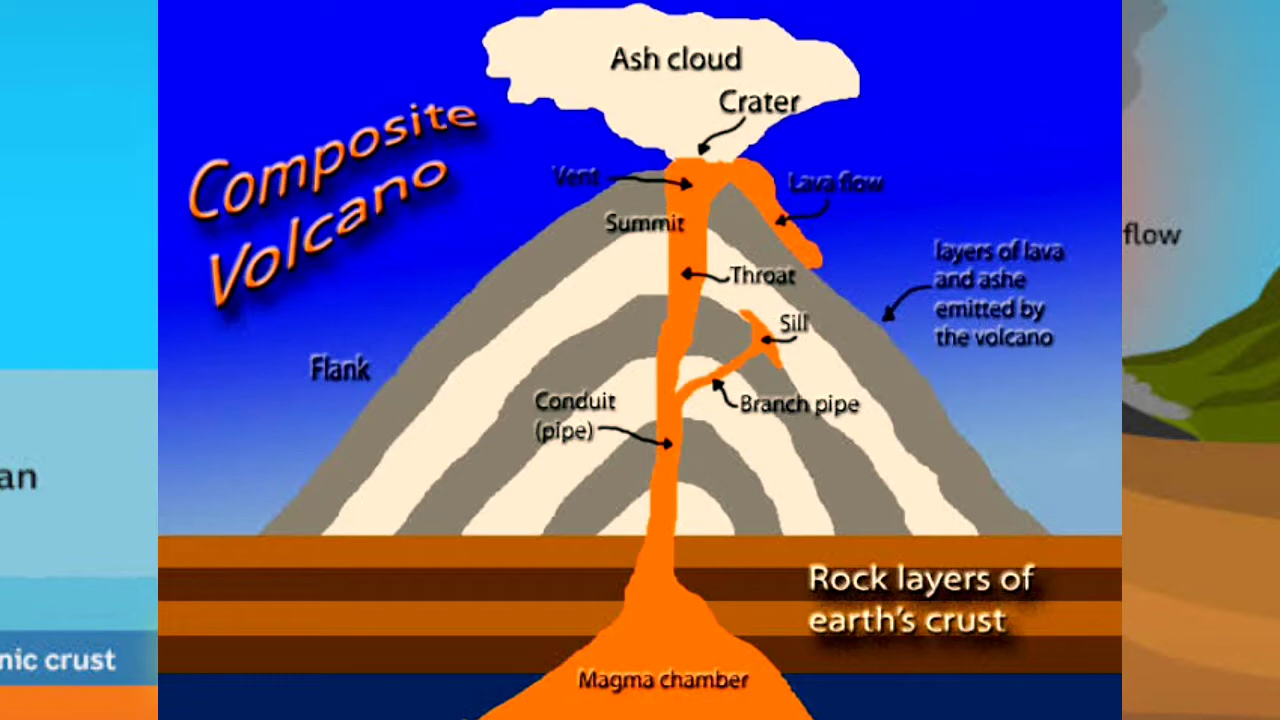 Ash cloud
Crater
Composite
Volcano
Vent
Lava flow
Summit
flow
layers of lava
and ashe
emitted by
the volcano
Throat
Sill
Flank
Conduit
(pipe)
Branch pipe
an
Rock layers of
earth's crust
nic crust
Magma chamber